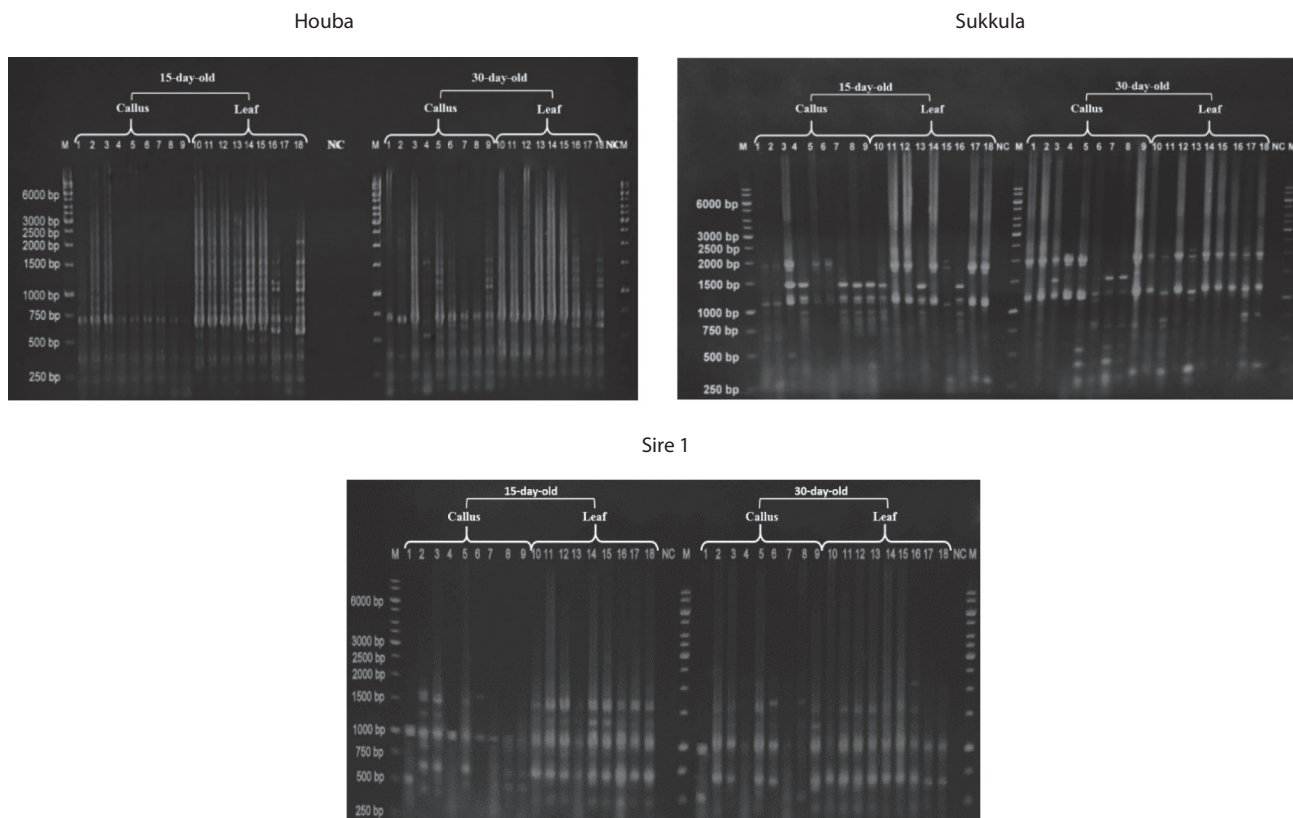 Houba
Sukkula
15-day-old
30-day-old
15-day-old
30-day-old
Callus
Leaf
Callus
Leaf
Callus
Leaf
Callus
Leaf
M 1 2 3 4 5 6 7 8 9 10 11 12 13 14 15 16 17 18 NC
M 1 2 3 4 5 6 7 8 9 10 11 12 13 14 15 16 17 18 NC M
M 1 2 3 4 5 6 8 9 10 11 12 13 14 15 16 17 18 NC
M 1 2 3 4 5 6 7 8 9 10 11 12 13 14 15 16 17 18 NC M
6000 bp
3000 bp
2500 bp
2000 bp
1500 bp
1000 bp
750 bp
500 bp
250 bp
6000 bp
3000 bp
2500 bp
2000 bp
1500 bp
1000 bp
750 bp
500 bp
250 bp
Sire 1
15-day-old
30-day-old
Callus
Leaf
Callus
Leaf
M 1 2 3 4 5 6 7 8 9 10 11 12 13 14 15 16 17 18 NC
M 1 2 3 4 5 6 7 8 9 10 11 12 13 14 15 16 17 18 NC M
6000 bp
3000 bp
2500 bp
2000 bp
1500 bp
1000 bp
750 bp
500 bp
250 bp